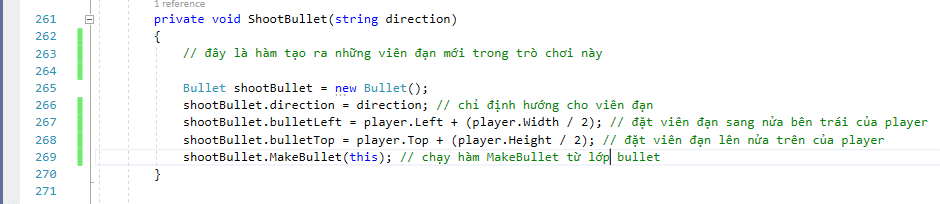 1 reference
261 private void ShootBullet(string direction)
262 {
263 // đây là hàm tạo ra những viên đạn mới trong trò chơi này
264
265 Bullet shootBullet = new Bullet();
266 shootBullet.direction = direction; // chỉ định hướng cho viên đạn
267 shootBullet.bulletLeft = player.Left + (player.Width / 2); // đặt viên đạn sang nửa bên trái của player
268 shootBullet.bulletTop = player.Top + (player.Height / 2); // đặt viên đạn lên nửa trên của player
269 shootBullet.MakeBullet(this); // chạy hàm MakeBullet từ lớp bullet
270 }
271